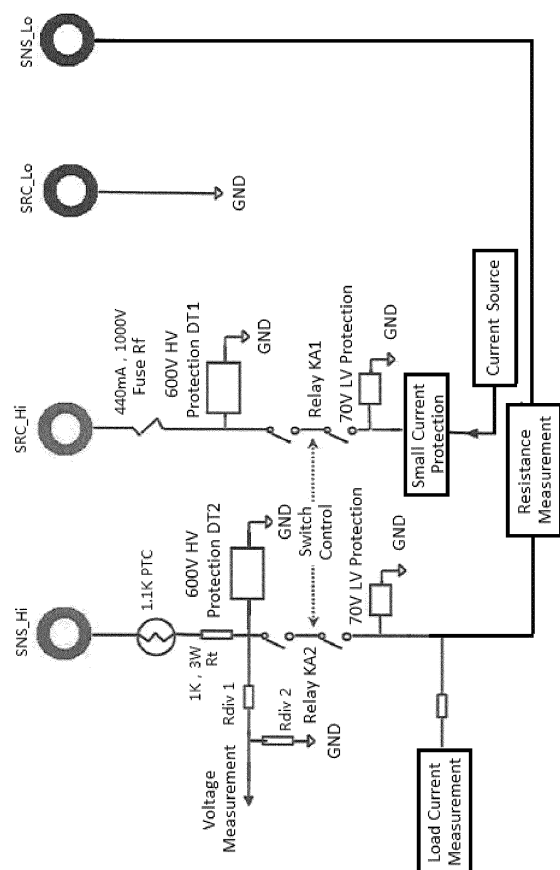 SNS_Hi
SRC_Hi
SRC_Lo
SNS_Lo
1.1K PTC
440mA , 1000V
Fuse Rf
1K , 3W
Rt
600V HV
Protection DT2
GND
600V HV
Protection DT1
GND
GND
Rdiv 1
Rdiv 2
GND
Voltage
Measurement
Relay KA2
Switch
Control
Relay KA1
70V LV Protection
GND
70V LV Protection
GND
Small Current
Protection
Current Source
Load Current
Measurement
Resistance
Measurement